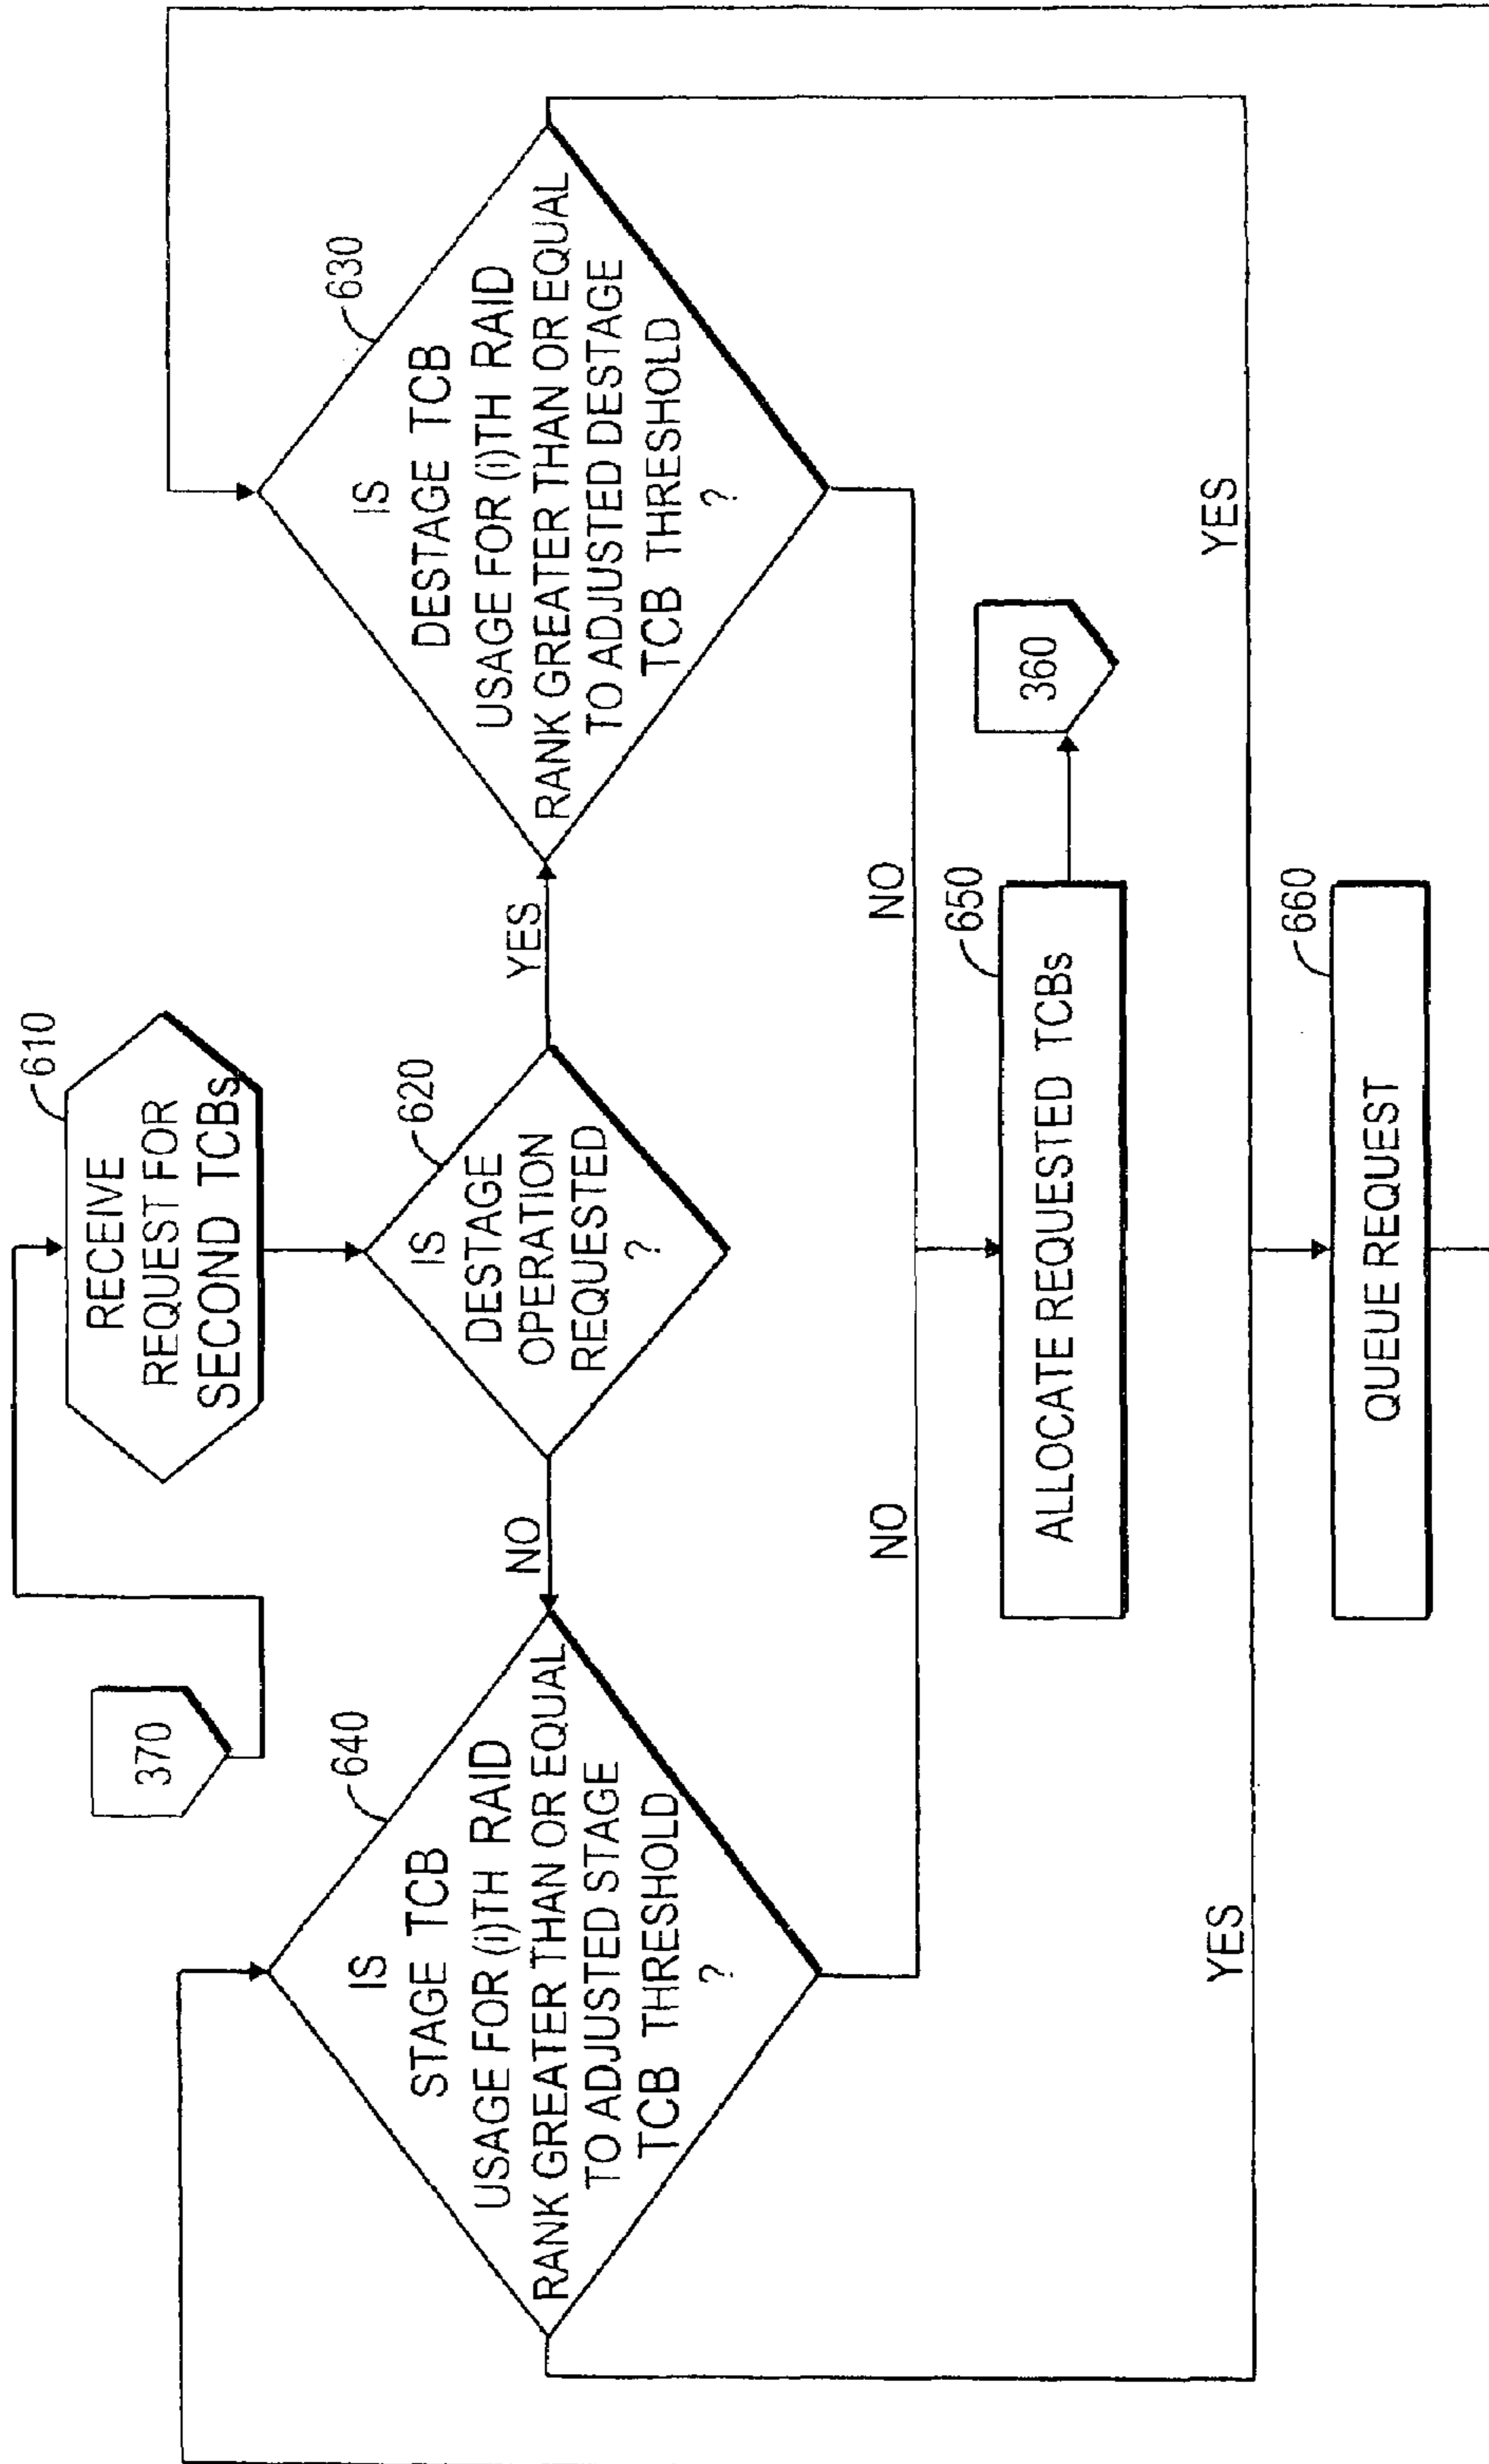 370
610
RECEIVE
REQUEST FOR
SECOND TCBs
620
IS
DESTAGE
OPERATION
REQUESTED
?
NO
YES
640
IS
STAGE TCB
USAGE FOR (i)TH RAID
RANK GREATER THAN OR EQUAL
TO ADJUSTED STAGE
TCB THRESHOLD
?
630
IS
DESTAGE TCB
USAGE FOR (i)TH RAID
RANK GREATER THAN OR EQUAL
TO ADJUSTED DESTAGE
TCB THRESHOLD
?
NO
NO
650
ALLOCATE REQUESTED TCBs
360
YES
YES
660
QUEUE REQUEST